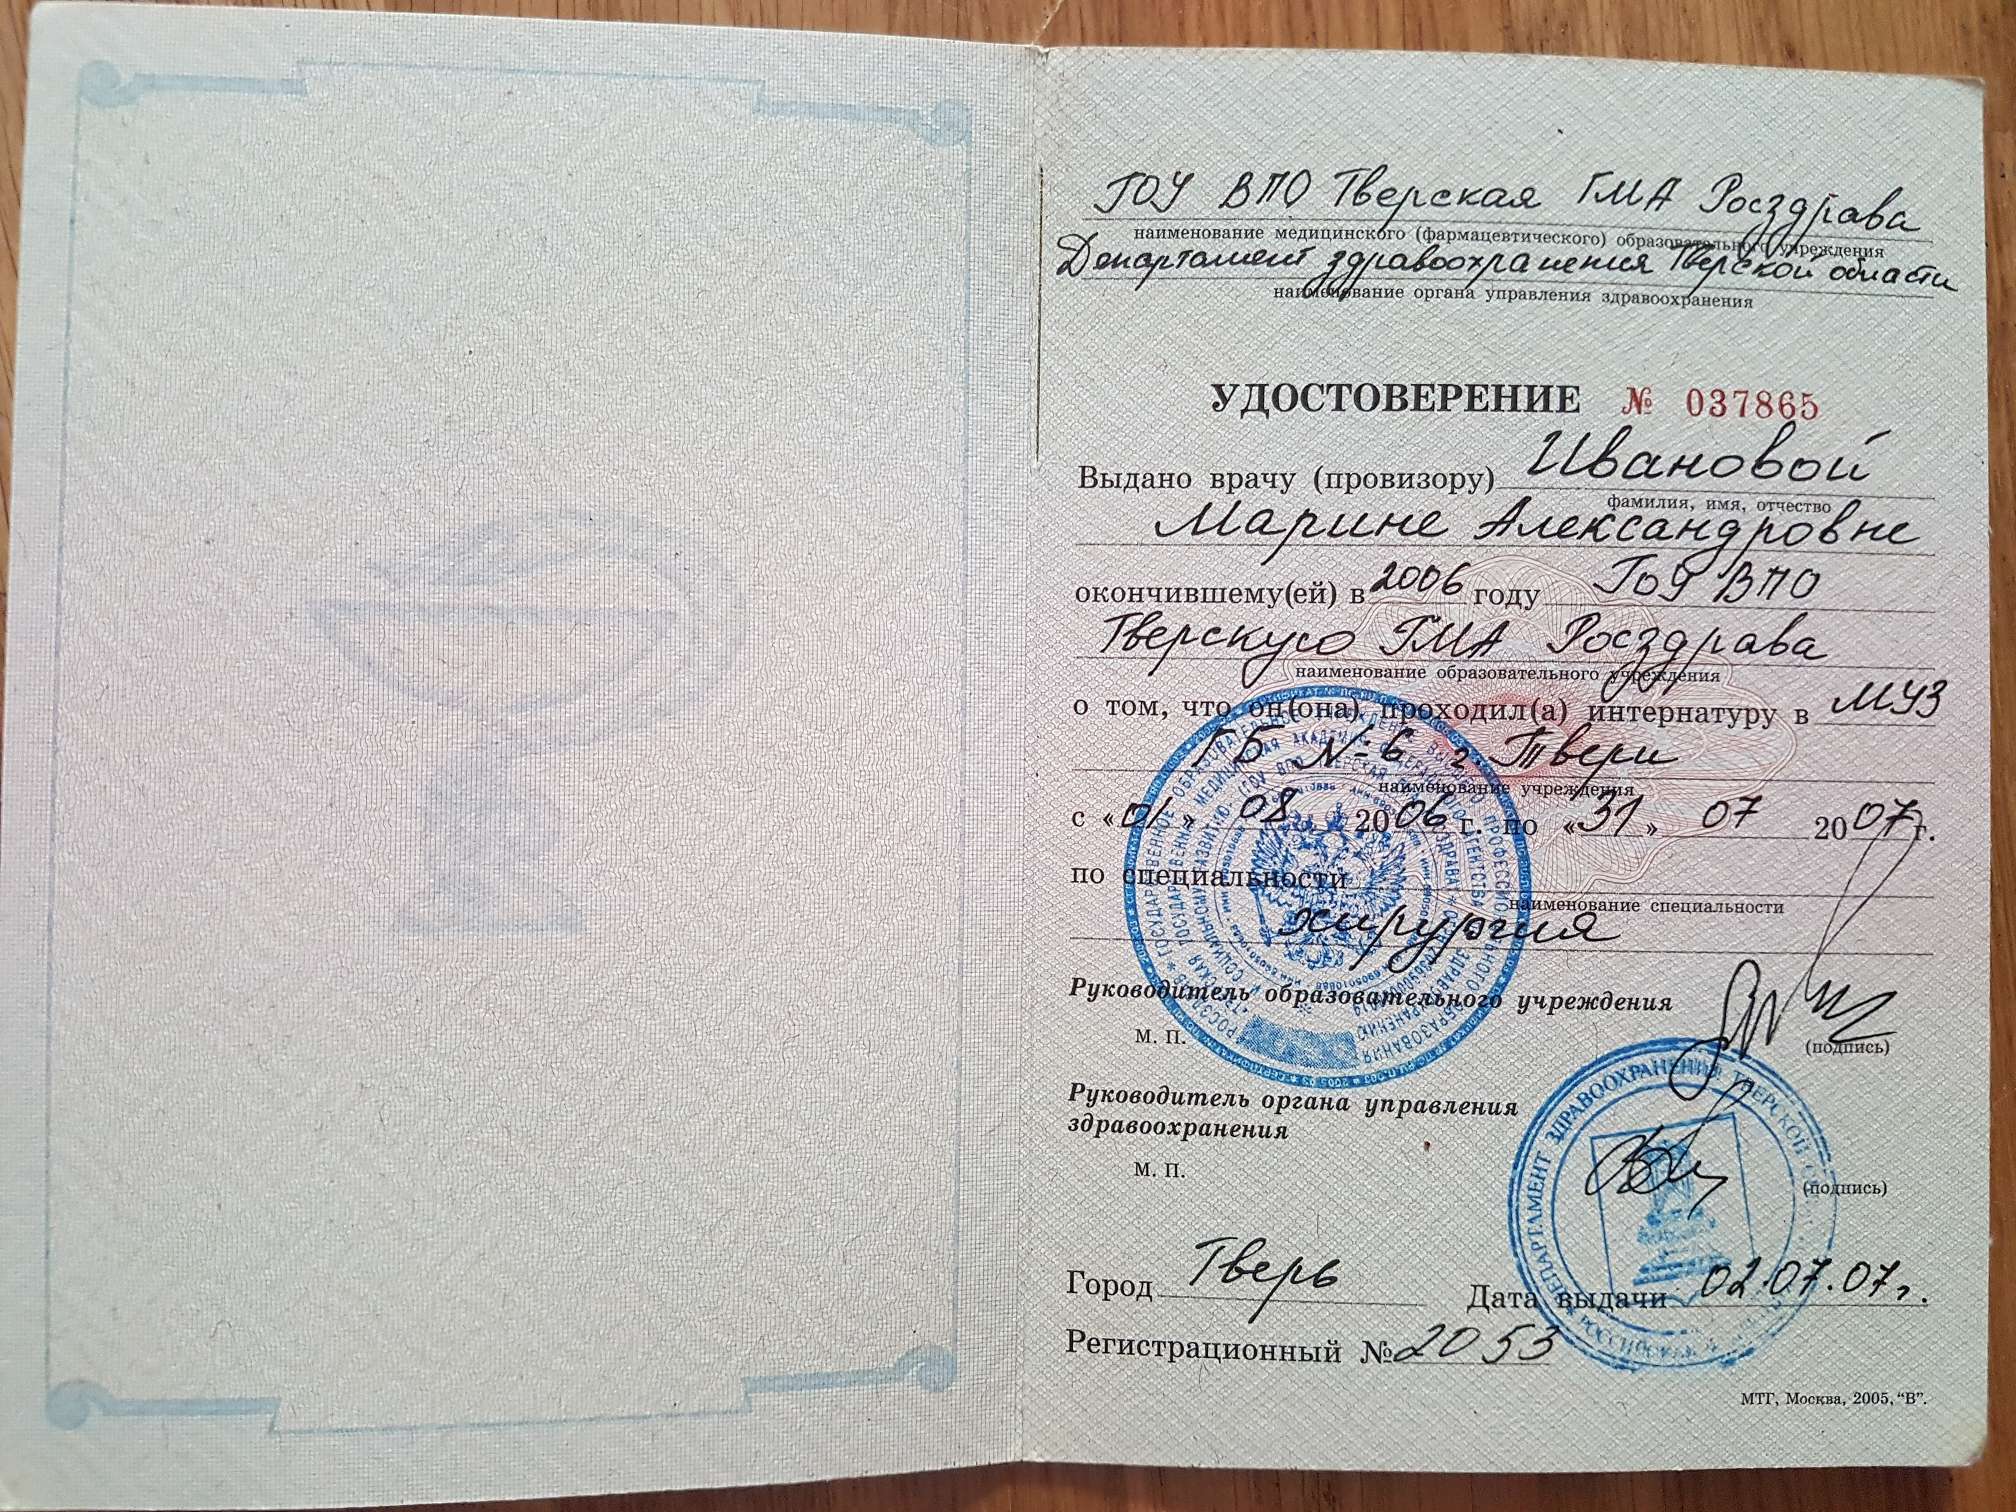 ГОУ ВПО Тверская ГМА Росздрава
наименование медицинского (фармацевтического) образовательного учреждения
Департамент здравоохранения Тверской области
наименование органа управления здравоохранения
УДОСТОВЕРЕНИЕ № 037865
Выдано врачу (провизору) Ивановой
фамилия, имя, отчество
Марине Александровне
окончившему(ей) в 2006 году ГОУ ВПО
Тверскую ГМА Росздрава
наименование образовательного учреждения
о том, что он(она) проходил(а) интернатуру в МУЗ
ГБ № 6 г Твери
наименование учреждения
с «01» 08 2006 г. по «31» 07 2007 г.
по специальности
наименование специальности
хирургия
Руководитель образовательного учреждения
М. П.
(подпись)
Руководитель органа управления
здравоохранения
М. П.
(подпись)
ДЕПАРТАМЕНТ ЗДРАВООХРАНЕНИЯ ТВЕРСКОЙ
Город Тверь Дата выдачи 02.07.07г.
Регистрационный № 2053
МТГ, Москва, 2005, “В”.